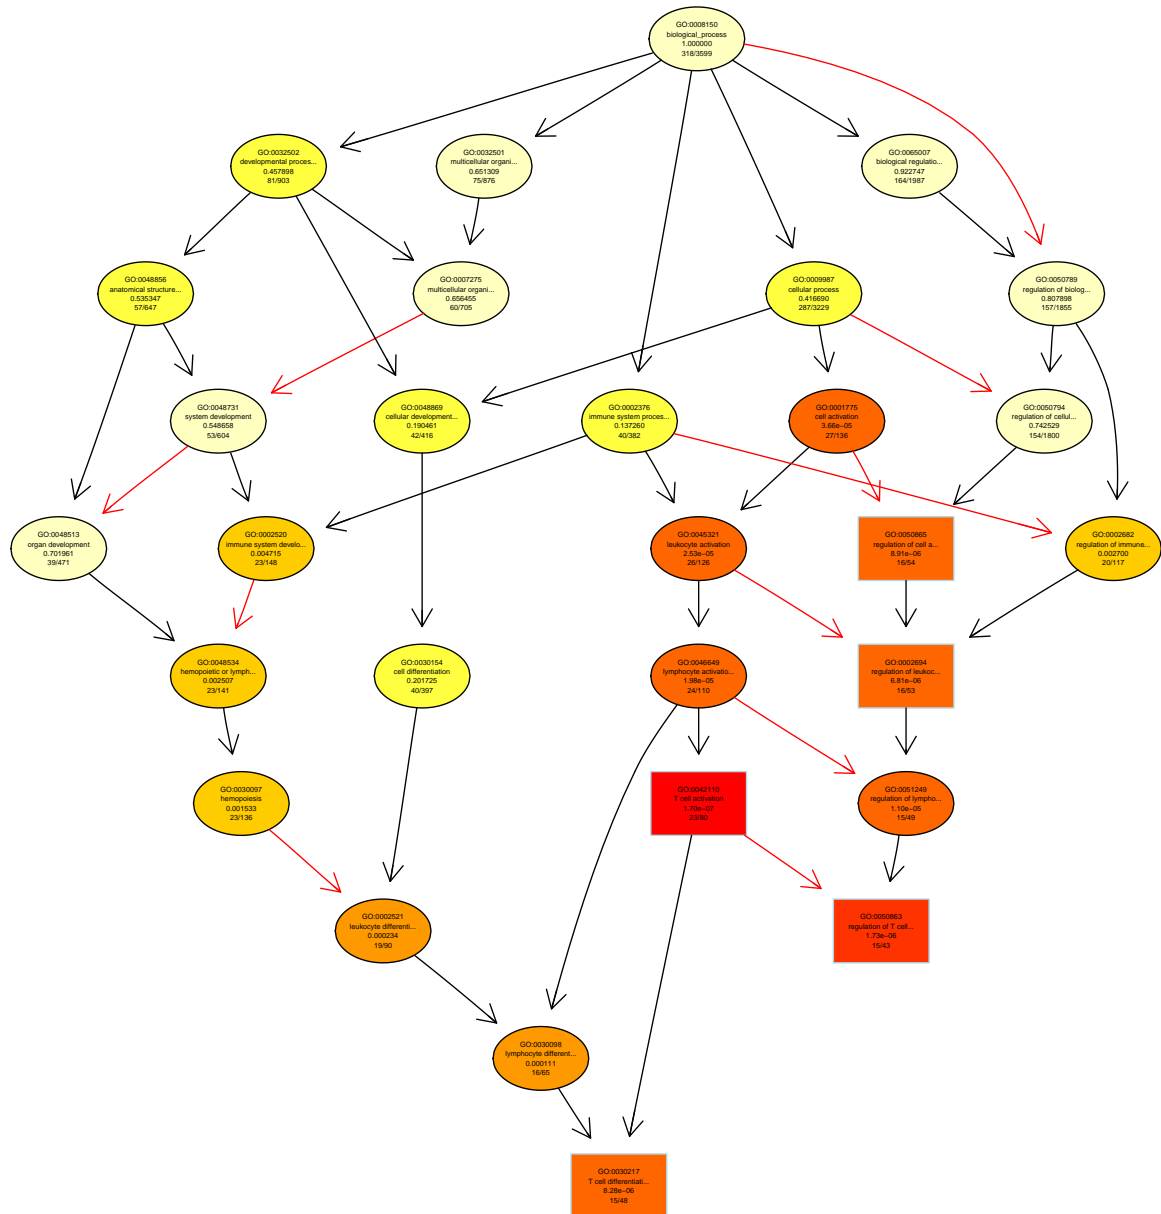 GO:0008150
biological_process
1.000000
318/3599
GO:0032502
developmental proces...
0.457898
81/903
GO:0032501
multicellular organi...
0.651309
75/876
GO:0065007
biological regulatio...
0.922747
164/1987
GO:0048856
anatomical structure...
0.535347
57/647
GO:0007275
multicellular organi...
0.656455
60/705
GO:0009987
cellular process
0.416690
287/3229
GO:0050789
regulation of biolog...
0.807898
157/1855
GO:0048731
system development
0.548658
53/604
GO:0048869
cellular development...
0.190461
42/416
GO:0002376
immune system proces...
0.137260
40/382
GO:0001775
cell activation
3.66e−05
27/136
GO:0050794
regulation of cellul...
0.742529
154/1800
GO:0048513
organ development
0.701961
39/471
GO:0002520
immune system develo...
0.004715
23/148
GO:0045321
leukocyte activation
2.53e−05
26/126
GO:0050865
regulation of cell a...
8.91e−06
16/54
GO:0002682
regulation of immune...
0.002700
20/117
GO:0048534
hemopoietic or lymph...
0.002507
23/141
GO:0030154
cell differentiation
0.201725
40/397
GO:0046649
lymphocyte activatio...
1.98e−05
24/110
GO:0002694
regulation of leukoc...
6.81e−06
16/53
GO:0030097
hemopoiesis
0.001533
23/136
GO:0042110
T cell activation
1.70e−07
23/80
GO:0051249
regulation of lympho...
1.10e−05
15/49
GO:0002521
leukocyte differenti...
0.000234
19/90
GO:0050863
regulation of T cell...
1.73e−06
15/43
GO:0030098
lymphocyte different...
0.000111
16/65
GO:0030217
T cell differentiati...
8.28e−06
15/48